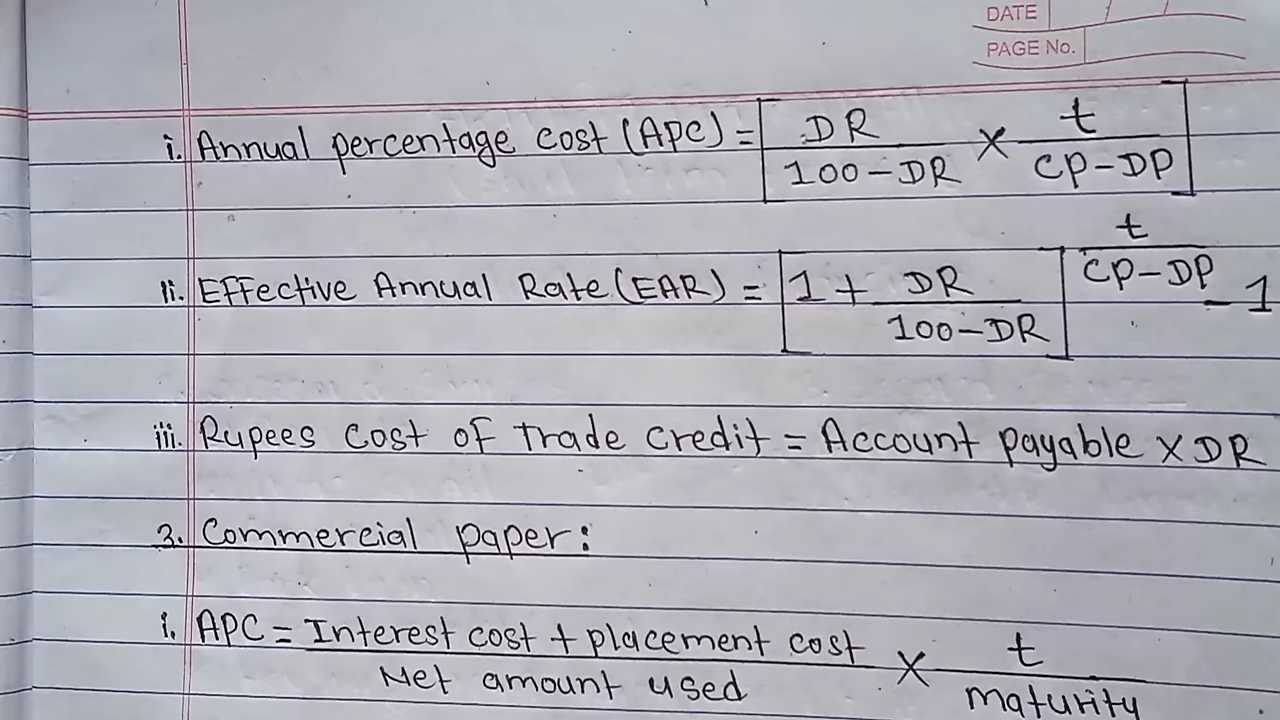 DATE / /
PAGE No.
i. Annual percentage cost (APC) = [DR / 100 - DR × t / CP - DP]
ii. Effective Annual Rate (EAR) = [1 + DR / 100 - DR]^(t / CP - DP) - 1
iii. Rupees cost of trade credit = Account payable × DR
3. Commercial paper:
i. APC = Interest cost + placement cost / Net amount used × t / maturity